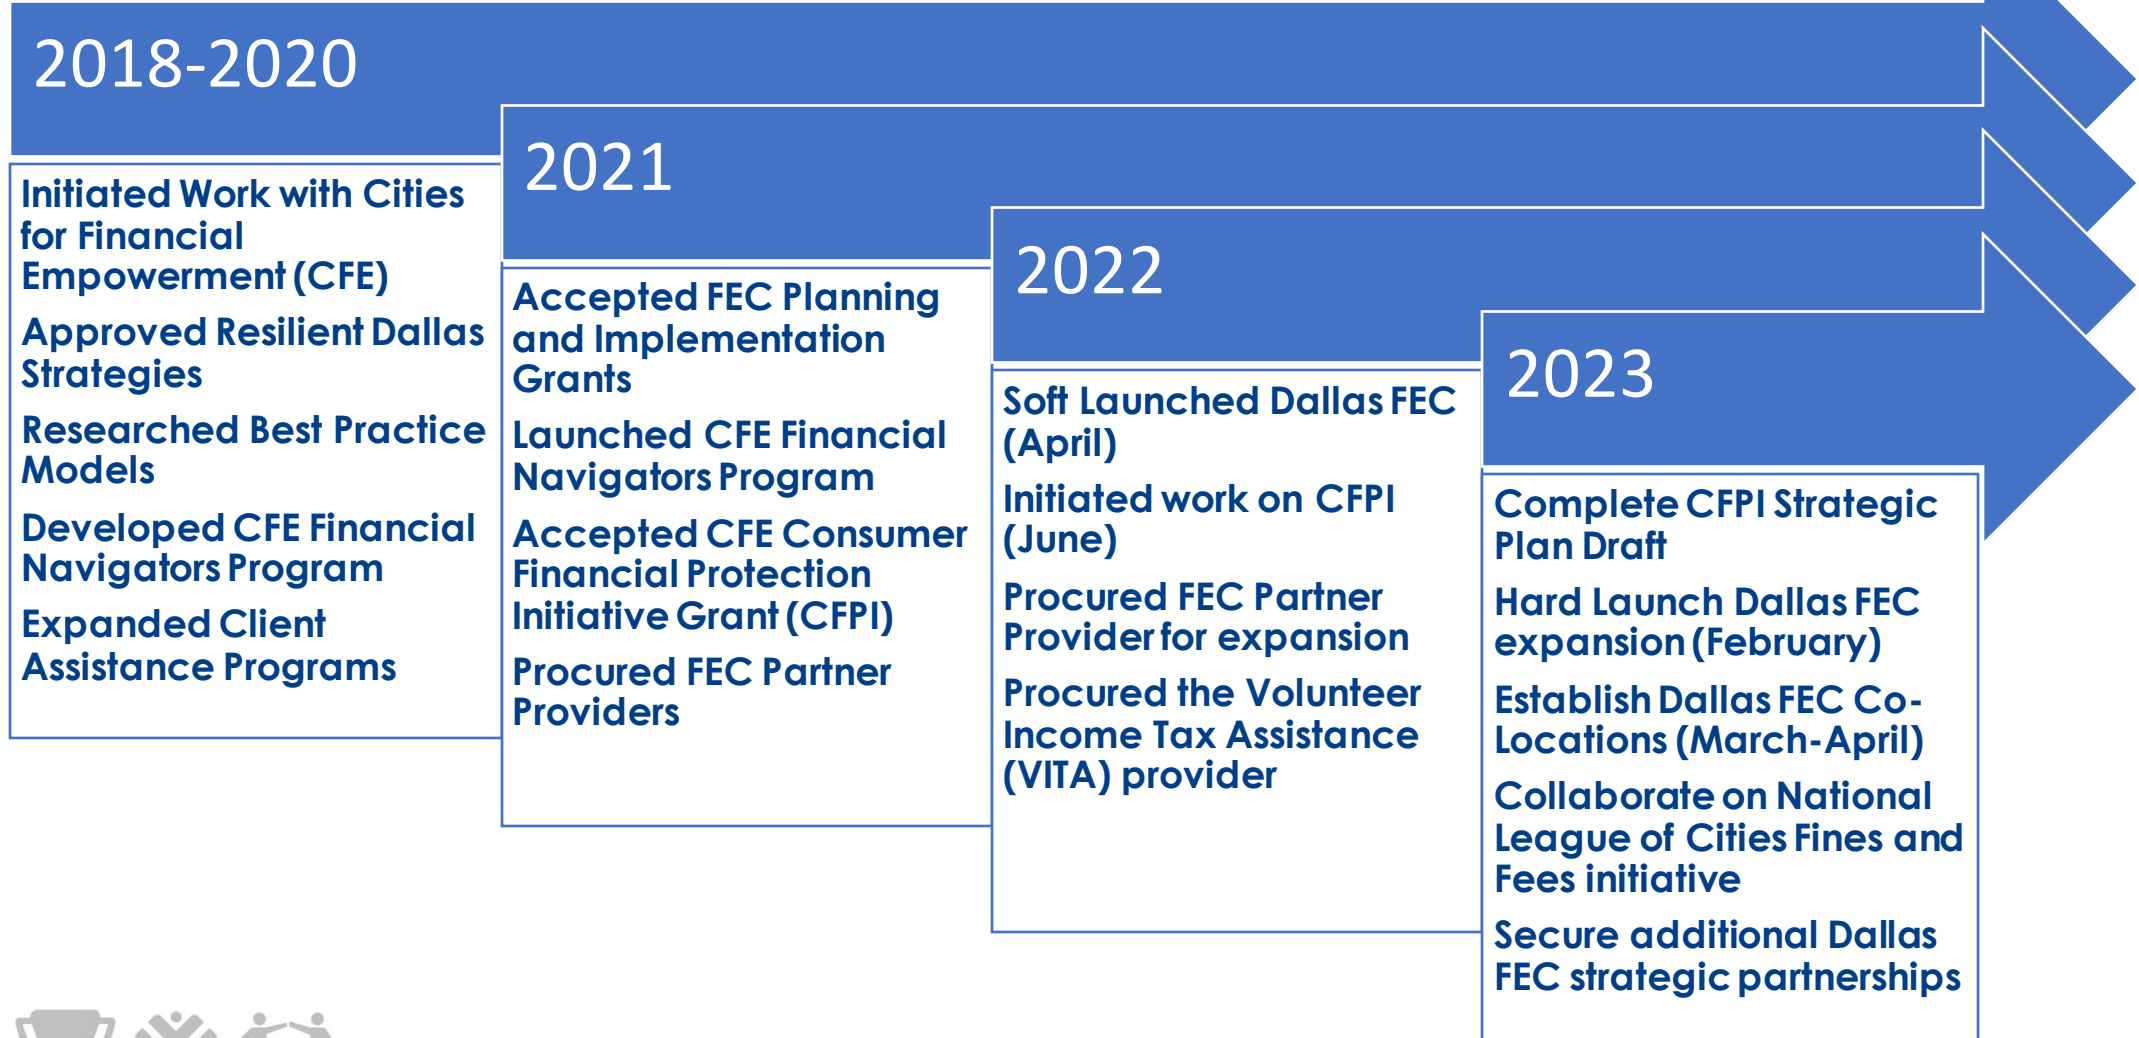 2018-2020
Initiated Work with Cities
for Financial
Empowerment (CFE)
Approved Resilient Dallas
Strategies
Researched Best Practice
Models
Developed CFE Financial
Navigators Program
Expanded Client
Assistance Programs
2021
Accepted FEC Planning
and Implementation
Grants
Launched CFE Financial
Navigators Program
Accepted CFE Consumer
Financial Protection
Initiative Grant (CFPI)
Procured FEC Partner
Providers
2022
Soft Launched Dallas FEC
(April)
Initiated work on CFPI
(June)
Procured FEC Partner
Provider for expansion
Procured the Volunteer
Income Tax Assistance
(VITA) provider
2023
Complete CFPI Strategic
Plan Draft
Hard Launch Dallas FEC
expansion (February)
Establish Dallas FEC Co-
Locations (March-April)
Collaborate on National
League of Cities Fines and
Fees initiative
Secure additional Dallas
FEC strategic partnerships